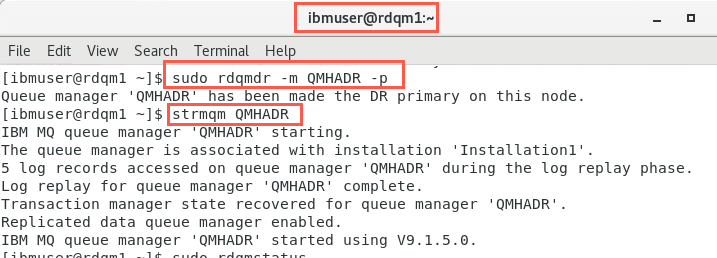 ibmuser@rdqm1:~
File Edit View Search Terminal Help
[ibmuser@rdqm1 ~]$ sudo rdqmdr -m QMHADR -p
Queue manager 'QMHADR' has been made the DR primary on this node.
[ibmuser@rdqm1 ~]$ strmqm QMHADR
IBM MQ queue manager 'QMHADR' starting.
The queue manager is associated with installation 'Installation1'.
5 log records accessed on queue manager 'QMHADR' during the log replay phase.
Log replay for queue manager 'QMHADR' complete.
Transaction manager state recovered for queue manager 'QMHADR'.
Replicated data queue manager enabled.
IBM MQ queue manager 'QMHADR' started using V9.1.5.0.
[ibmuser@rdqm1 ~]$ sudo rdqmstatus